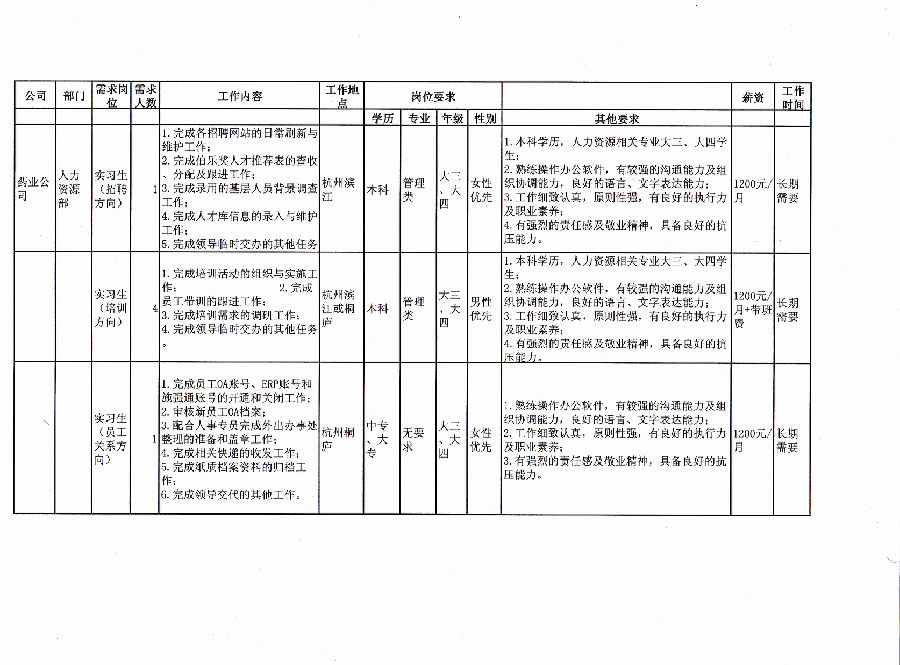 公司 部门 需求岗位 需求人数 工作内容 工作地点 岗位要求 薪资 工作时间
学历 专业 年级 性别 其他要求
药业公司
人力资源部
实习生（招聘方向）
1
1.完成各招聘网站的日常刷新与
维护工作；
2.完成伯乐奖人才推荐表的查收
、分配及跟进工作；
3.完成录用的基层人员背景调查
工作；
4.完成人才库信息的录入与维护
工作；
5.完成领导临时交办的其他任务
杭州滨江
本科
管理类
大三、大四
女性优先
1.本科学历，人力资源相关专业大三、大四学
生；
2.熟练操作办公软件，有较强的沟通能力及组
织协调能力，良好的语言、文字表达能力；
3.工作细致认真，原则性强，有良好的执行力
及职业素养；
4.有强烈的责任感及敬业精神，具备良好的抗
压能力。
1200元/月
长期需要
实习生（培训方向）
4
1.完成培训活动的组织与实施工
作； 2.完成
员工带训的跟进工作；
3.完成培训需求的调研工作；
4.完成领导临时交办的其他任务
。
杭州滨江或桐庐
本科
管理类
大三、大四
男性优先
1.本科学历，人力资源相关专业大三、大四学
生；
2.熟练操作办公软件，有较强的沟通能力及组
织协调能力，良好的语言、文字表达能力；
3.工作细致认真，原则性强，有良好的执行力
及职业素养；
4.有强烈的责任感及敬业精神，具备良好的抗
压能力。
1200元/月+带班费
长期需要
实习生（员工关系方向）
1
1.完成员工OA账号、ERP账号和
施强通账号的开通和关闭工作；
2.审核新员工OA档案；
3.配合人事专员完成外出办事处
整理的准备和盖章工作；
4.完成相关快递的收发工作；
5.完成纸质档案资料的归档工
作；
6.完成领导交代的其他工作。
杭州桐庐
中专、大专
无要求
大三、大四
女性优先
1.熟练操作办公软件，有较强的沟通能力及组
织协调能力，良好的语言、文字表达能力；
2.工作细致认真，原则性强，有良好的执行力
及职业素养；
3.有强烈的责任感及敬业精神，具备良好的抗
压能力。
1200元/月
长期需要